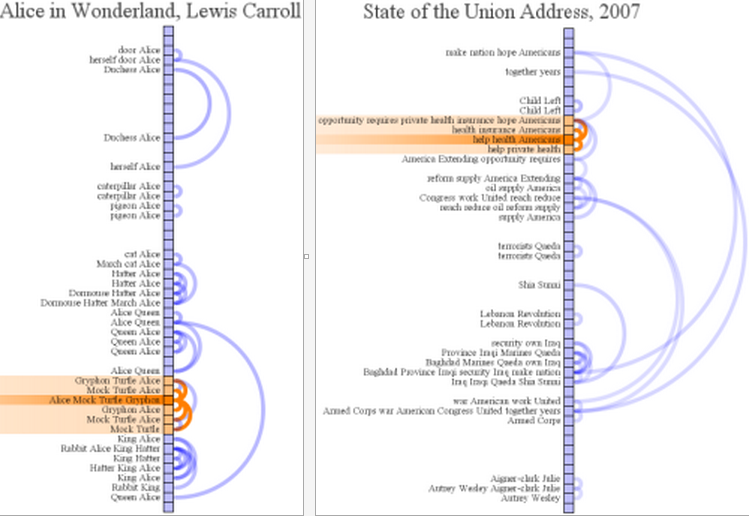 Alice in Wonderland, Lewis Carroll
door Alice
herself door Alice
Duchess Alice
Duchess Alice
herself Alice
caterpillar Alice
caterpillar Alice
pigeon Alice
pigeon Alice
cat Alice
March cat Alice
Hatter Alice
Hatter Alice
Dormouse Hatter Alice
Dormouse Hatter March Alice
Alice Queen
Alice Queen
Queen Alice
Queen Alice
Queen Alice
Alice Queen
Gryphon Turtle Alice
Mock Turtle Alice
Alice Mock Turtle Gryphon
Gryphon Alice
Mock Turtle Alice
Mock Turtle
King Alice
Rabbit Alice King Hatter
King Hatter
Hatter King Alice
King Alice
Rabbit King
Queen Alice
State of the Union Address, 2007
make nation hope Americans
together years
Child Left
Child Left
opportunity requires private health insurance hope Americans
health insurance Americans
help health Americans
help private health
America Extending opportunity requires
reform supply America Extending
oil supply America
Congress work United reach reduce
reach reduce oil reform supply
supply America
terrorists Qaeda
terrorists Qaeda
Shia Sunni
Lebanon Revolution
Lebanon Revolution
security own Iraq
Province Iraqi Marines Qaeda
Baghdad Marines Qaeda own Iraq
Baghdad Province Iraqi security Iraq make nation
Iraq Iraqi Qaeda Shia Sunni
war American work United
Armed Corps war American Congress United together years
Armed Corps
Aigner-clark Julie
Autrey Wesley Aigner-clark Julie
Autrey Wesley